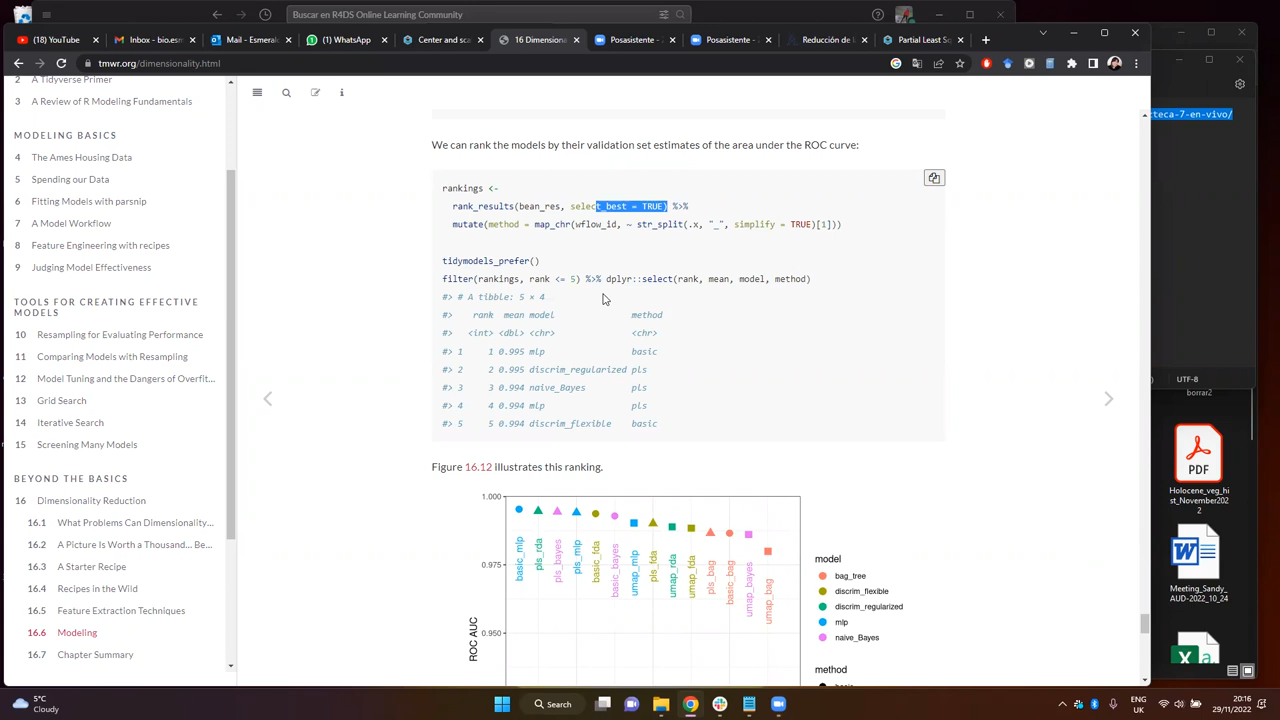 Buscar en R4DS Online Learning Community
(18) YouTube
Inbox - bio.esm
Mail - Esmeral
(1) WhatsApp
Center and sca
16 Dimensiona
Posasistente -
Posasistente -
Reducción de
Partial Least Sq
tmwr.org/dimensionality.html
2 A Tidyverse Primer
3 A Review of R Modeling Fundamentals
MODELING BASICS
4 The Ames Housing Data
5 Spending our Data
6 Fitting Models with parsnip
7 A Model Workflow
8 Feature Engineering with recipes
9 Judging Model Effectiveness
TOOLS FOR CREATING EFFECTIVE
MODELS
10 Resampling for Evaluating Performance
11 Comparing Models with Resampling
12 Model Tuning and the Dangers of Overfit...
13 Grid Search
14 Iterative Search
15 Screening Many Models
BEYOND THE BASICS
16 Dimensionality Reduction
16.1 What Problems Can Dimensionality...
16.2 A Picture Is Worth a Thousand... Be...
16.3 A Starter Recipe
16.4 Recipes in the Wild
16.5 Feature Extraction Techniques
16.6 Modeling
16.7 Chapter Summary
We can rank the models by their validation set estimates of the area under the ROC curve:
rankings <-
rank_results(bean_res, select_best = TRUE) %>%
mutate(method = map_chr(wflow_id, ~ str_split(.x, "_", simplify = TRUE)[1]))
tidymodels_prefer()
filter(rankings, rank <= 5) %>% dplyr::select(rank, mean, model, method)
#> # A tibble: 5 × 4
#> rank mean model method
#> <int> <dbl> <chr> <chr>
#> 1 1 0.995 mlp basic
#> 2 2 0.995 discrim_regularized pls
#> 3 3 0.994 naive_Bayes pls
#> 4 4 0.994 mlp pls
#> 5 5 0.994 discrim_flexible basic
Figure 16.12 illustrates this ranking.
1.000
0.975
0.950
ROC AUC
basic_mlp
pls_rda
pls_bayes
pls_mlp
basic_fda
basic_bayes
umap_mlp
pls_fda
umap_rda
umap_fda
pls_bag
basic_bag
umap_bayes
umap_bag
model
bag_tree
discrim_flexible
discrim_regularized
mlp
naive_Bayes
method
teca-7-en-vivo/
UTF-8
borrar2
PDF
Holocene_veg_hi
st_November202
2
Meeting_Sandy_
AUD-2022_10_24
5°C
Cloudy
Search
ENG
UK
20:16
29/11/2022